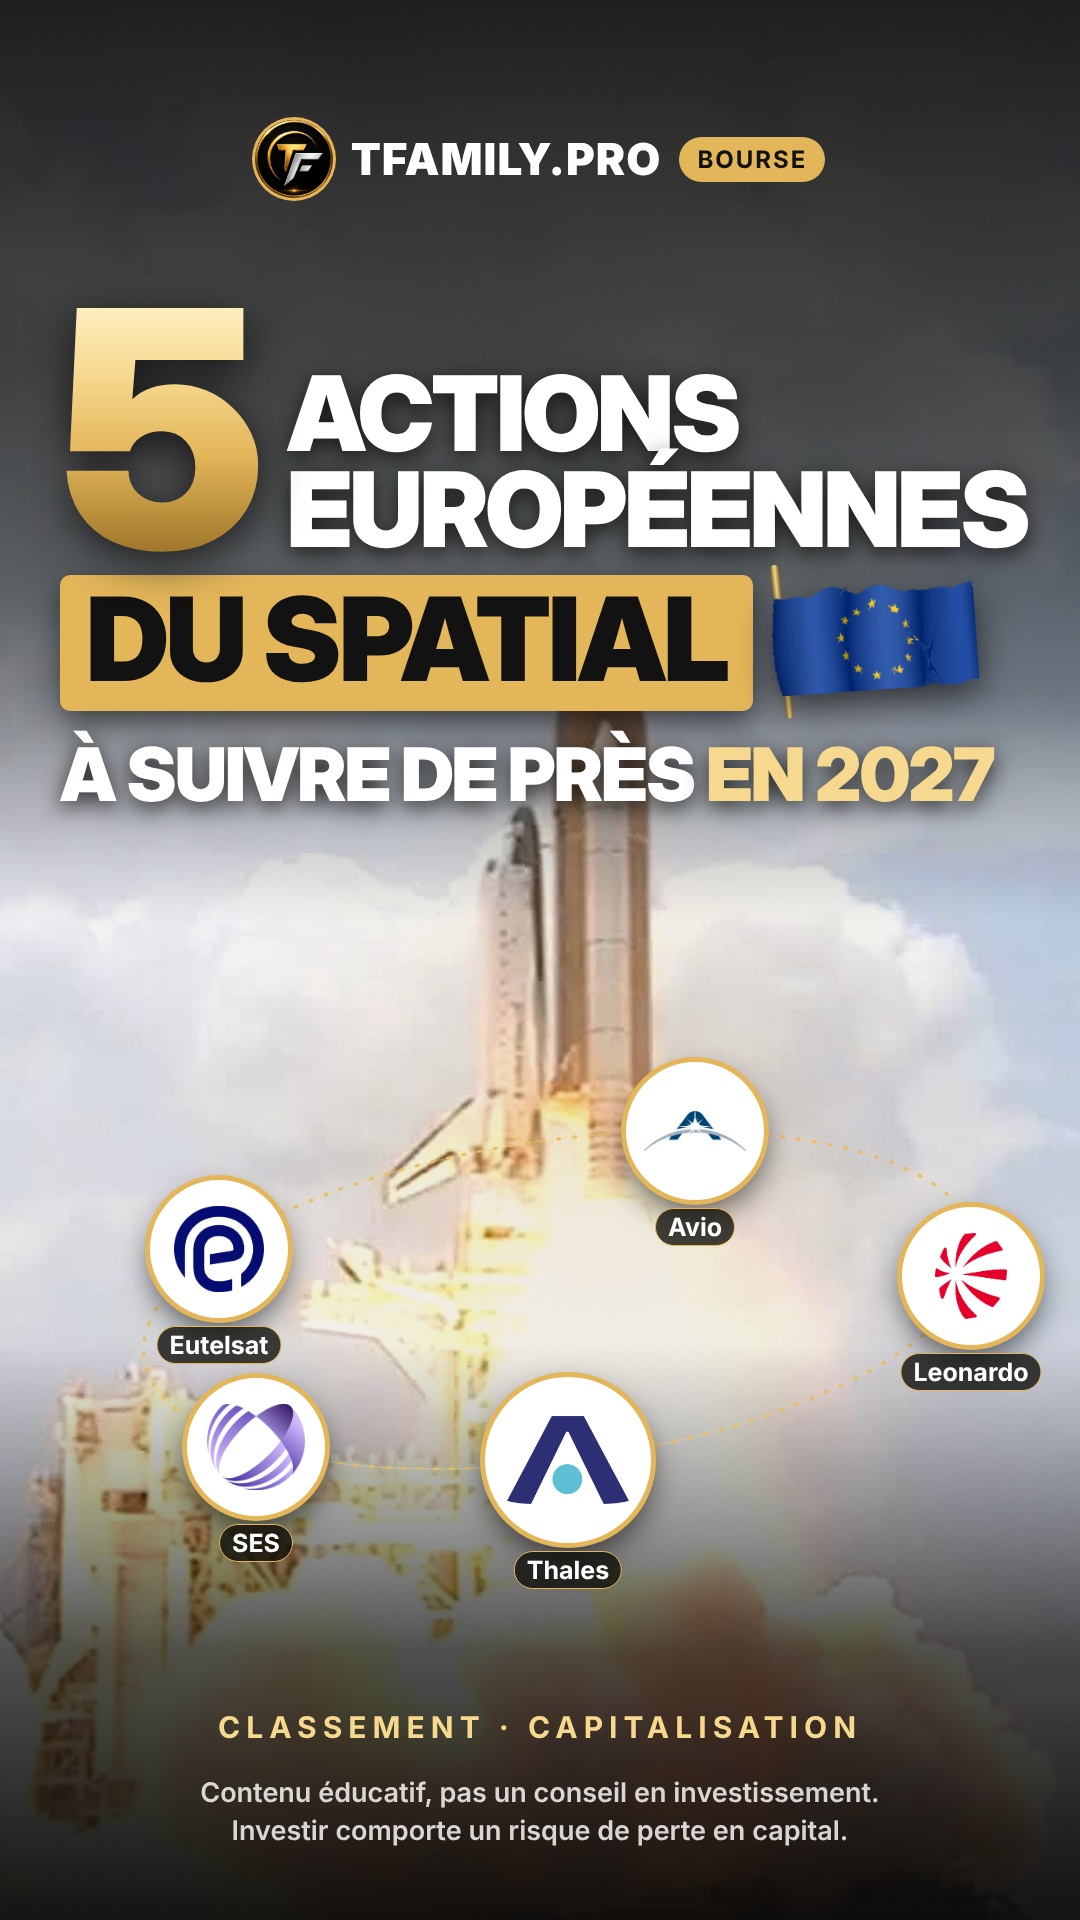 TF TFAMILY.PRO BOURSE
5 ACTIONS
EUROPÉENNES
DU SPATIAL
À SUIVRE DE PRÈS EN 2027
Avio
Eutelsat
Leonardo
SES
Thales
CLASSEMENT · CAPITALISATION
Contenu éducatif, pas un conseil en investissement.
Investir comporte un risque de perte en capital.